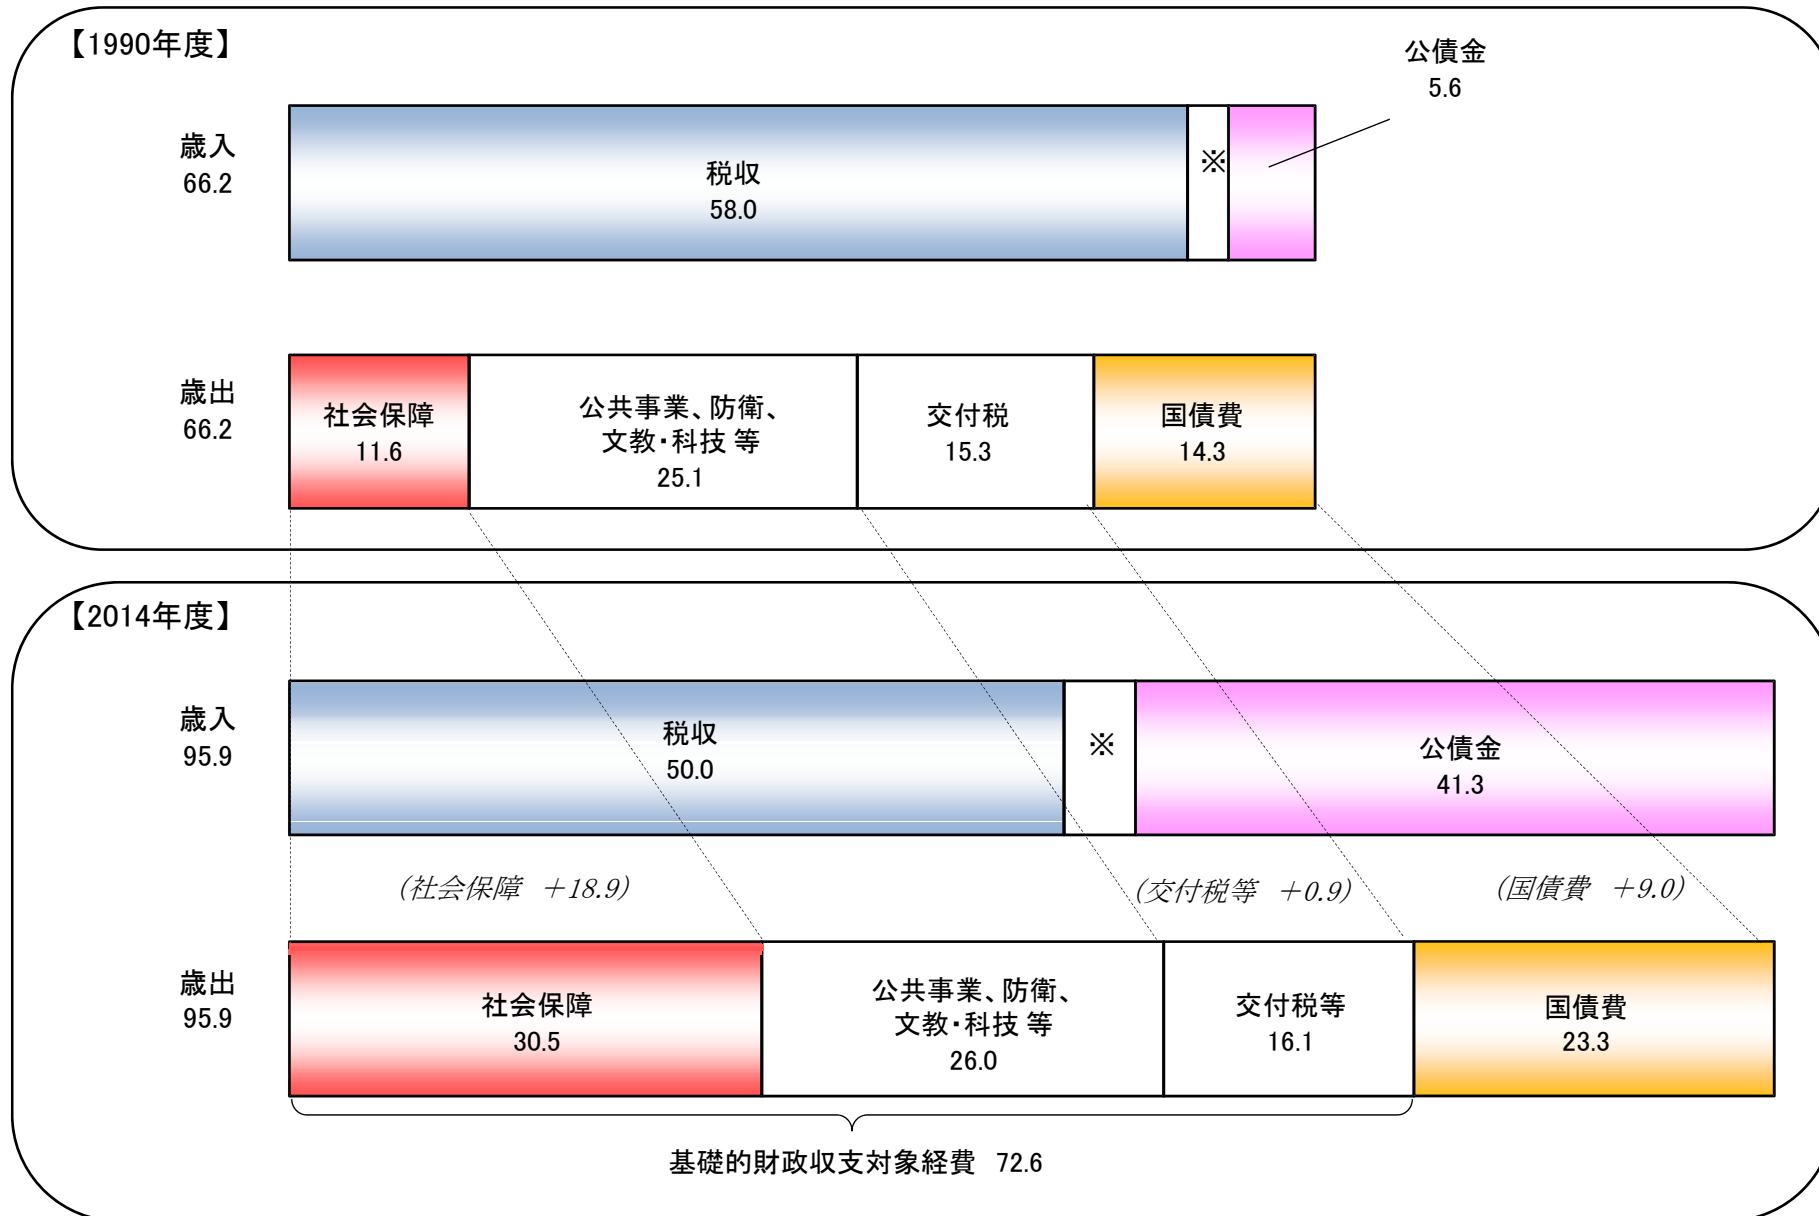 【1990年度】
公債金
5.6
歳入
66.2
税収
58.0
※
歳出
66.2
社会保障
11.6
公共事業、防衛、
文教・科技 等
25.1
交付税
15.3
国債費
14.3
【2014年度】
歳入
95.9
税収
50.0
※
公債金
41.3
(社会保障 +18.9)
(交付税等 +0.9)
(国債費 +9.0)
歳出
95.9
社会保障
30.5
公共事業、防衛、
文教・科技 等
26.0
交付税等
16.1
国債費
23.3
基礎的財政収支対象経費 72.6